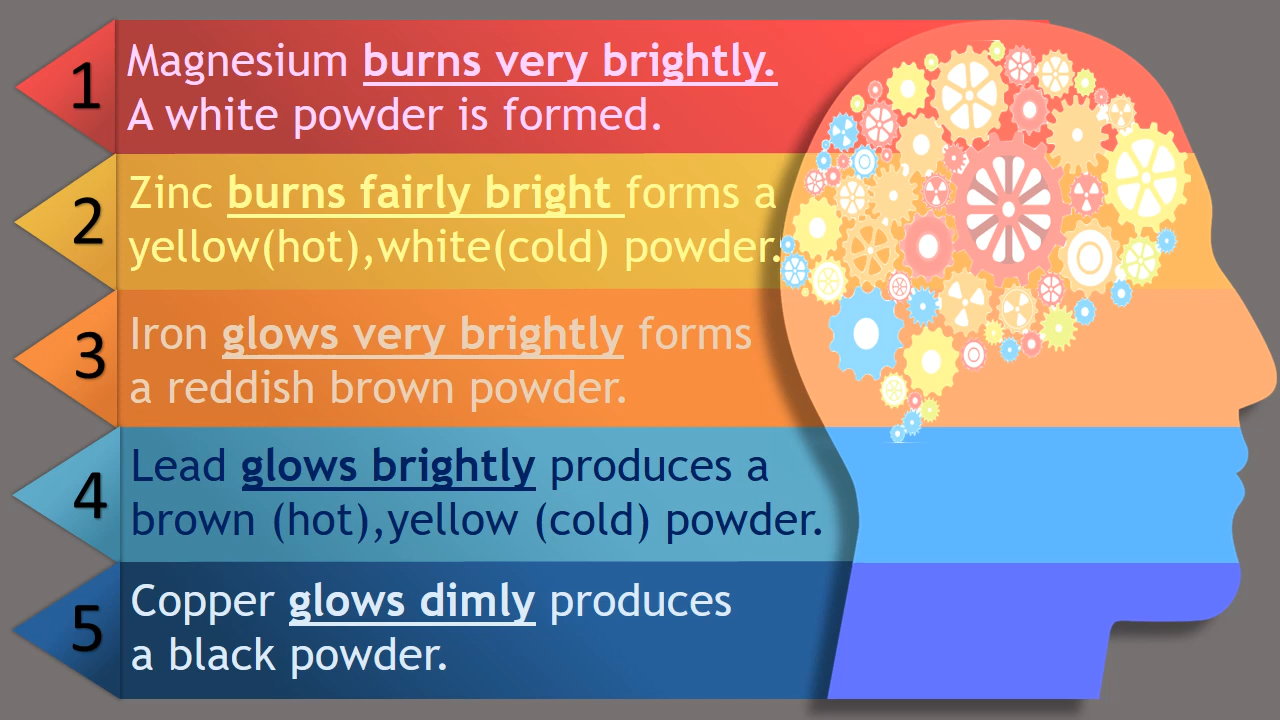 1
Magnesium burns very brightly.
A white powder is formed.
2
Zinc burns fairly bright forms a
yellow(hot),white(cold) powder.
3
Iron glows very brightly forms
a reddish brown powder.
4
Lead glows brightly produces a
brown (hot),yellow (cold) powder.
5
Copper glows dimly produces
a black powder.